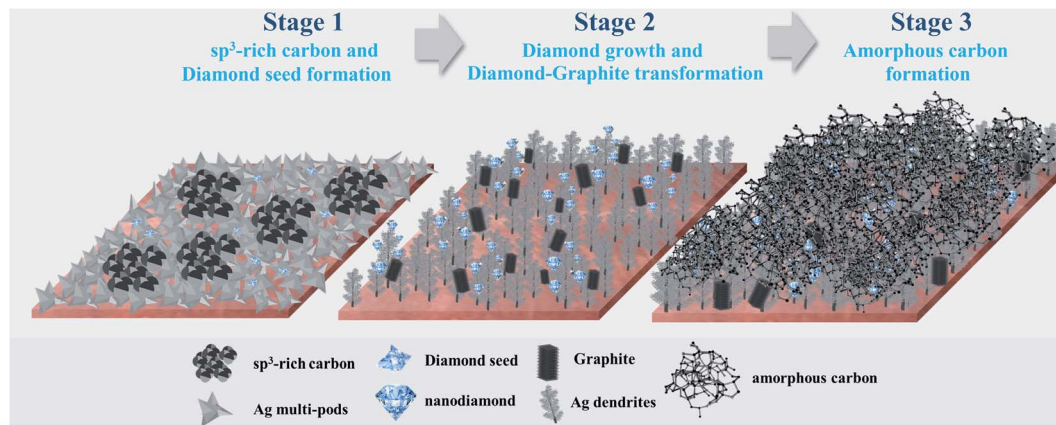 Stage 1
sp³-rich carbon and
Diamond seed formation
Stage 2
Diamond growth and
Diamond-Graphite transformation
Stage 3
Amorphous carbon
formation
sp³-rich carbon
Diamond seed
Graphite
amorphous carbon
Ag multi-pods
nanodiamond
Ag dendrites